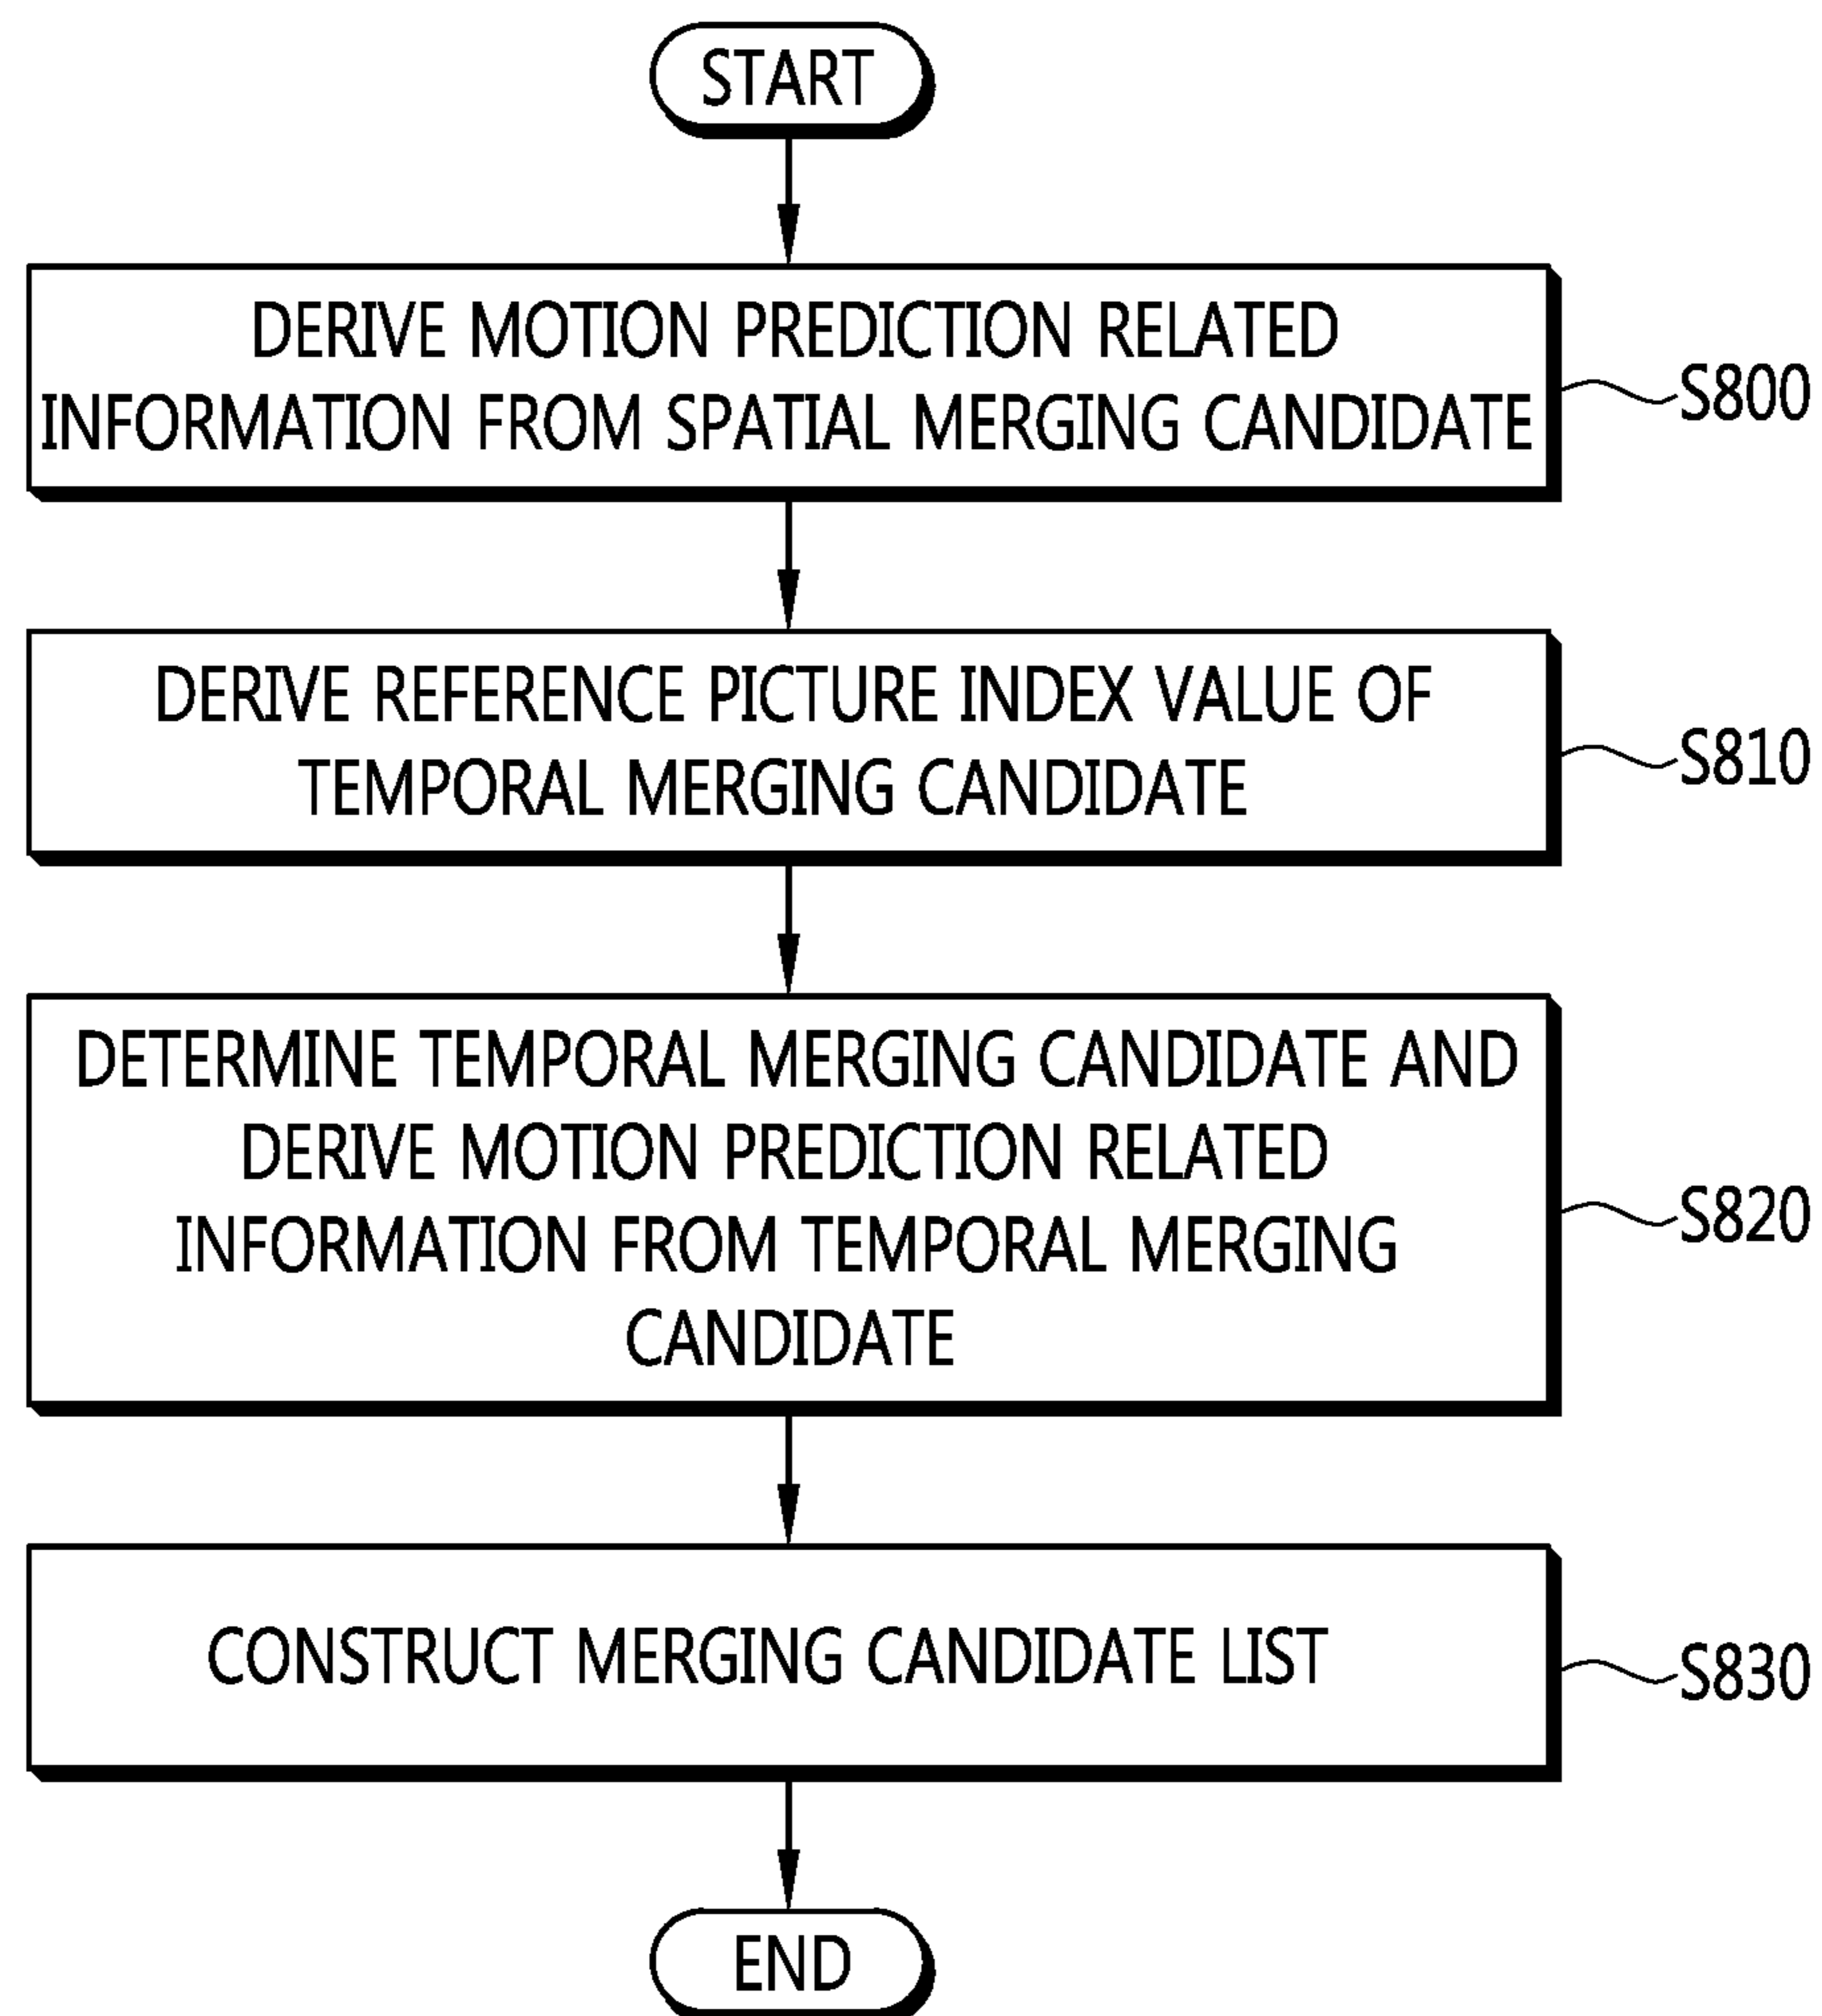 START
DERIVE MOTION PREDICTION RELATED
INFORMATION FROM SPATIAL MERGING CANDIDATE
S800
DERIVE REFERENCE PICTURE INDEX VALUE OF
TEMPORAL MERGING CANDIDATE
S810
DETERMINE TEMPORAL MERGING CANDIDATE AND
DERIVE MOTION PREDICTION RELATED
INFORMATION FROM TEMPORAL MERGING
CANDIDATE
S820
CONSTRUCT MERGING CANDIDATE LIST
S830
END